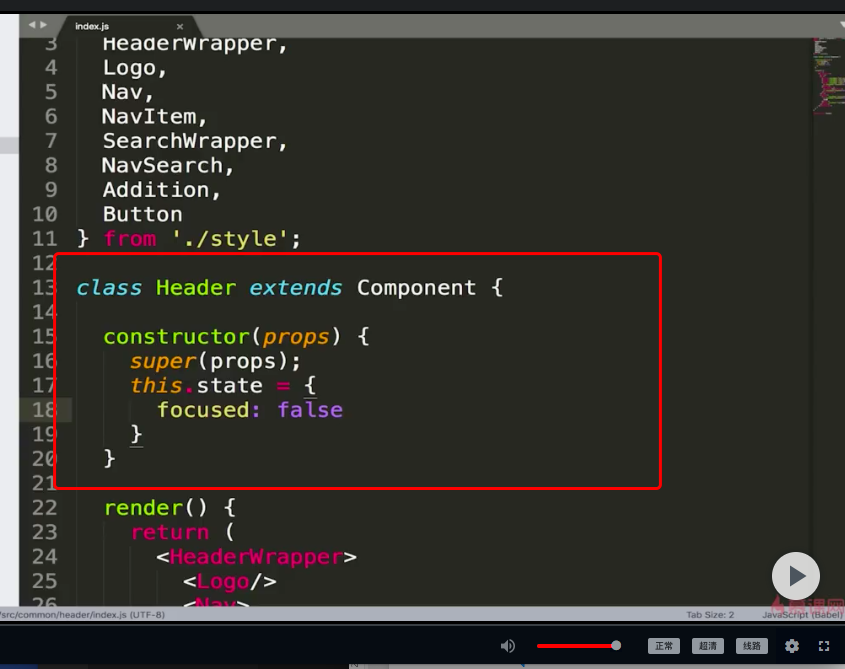 index.js
3 HeaderWrapper,
4 Logo,
5 Nav,
6 NavItem,
7 SearchWrapper,
8 NavSearch,
9 Addition,
10 Button
11 } from './style';
12
13 class Header extends Component {
14
15 constructor(props) {
16 super(props);
17 this.state = {
18 focused: false
19 }
20 }
21
22 render() {
23 return (
24 <HeaderWrapper>
25 <Logo/>
26 <Nav>
慕课网
/src/common/header/index.js (UTF-8) Tab Size: 2 JavaScript (Babel)
正常 超清 线路